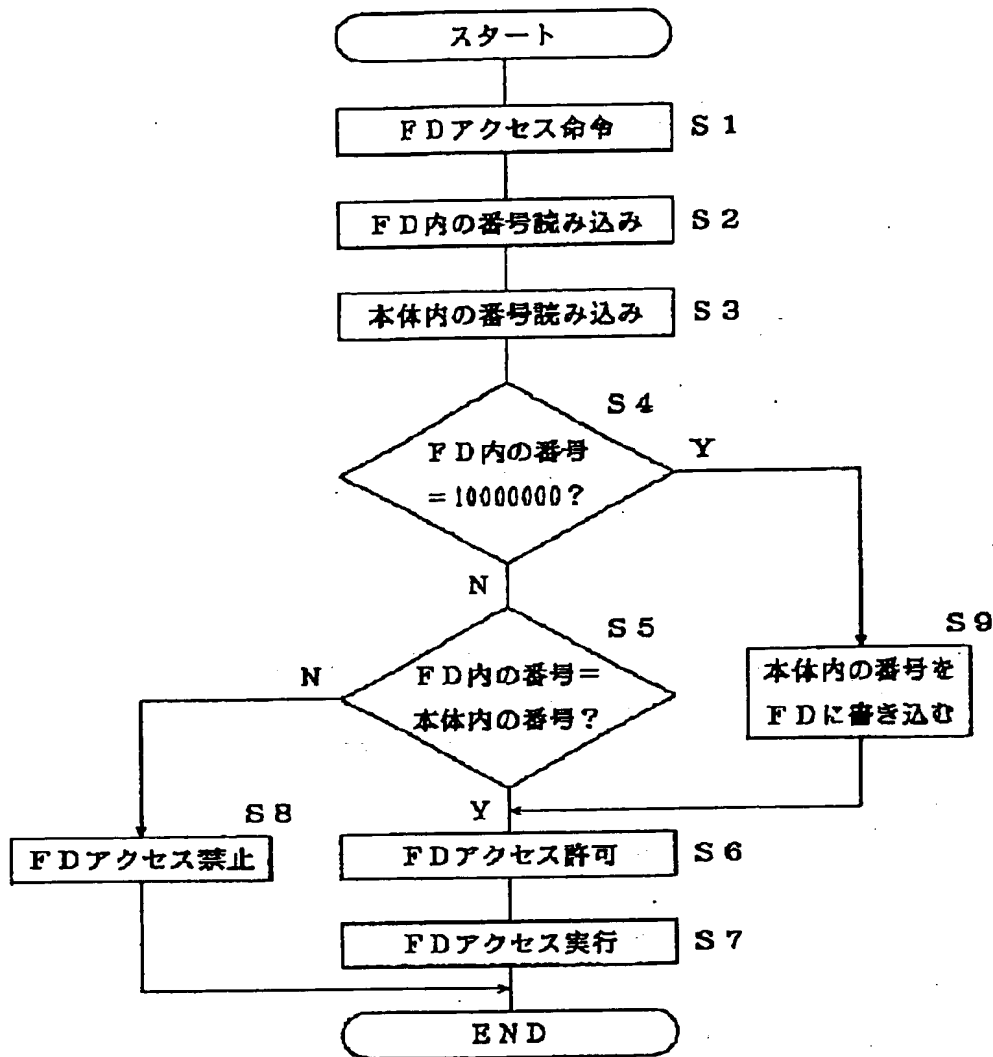 スタート
FDアクセス命令 S1
FD内の番号読み込み S2
本体内の番号読み込み S3
S4
FD内の番号
=10000000?
Y
N
S5
FD内の番号=
本体内の番号?
N
S9
本体内の番号を
FDに書き込む
Y
S8
FDアクセス禁止
FDアクセス許可 S6
FDアクセス実行 S7
END